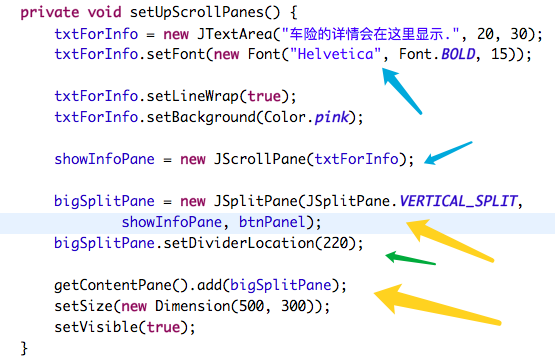 private void setUpScrollPanes() {
txtForInfo = new JTextArea("车险的详情会在这里显示.", 20, 30);
txtForInfo.setFont(new Font("Helvetica", Font.BOLD, 15));
txtForInfo.setLineWrap(true);
txtForInfo.setBackground(Color.pink);
showInfoPane = new JScrollPane(txtForInfo);
bigSplitPane = new JSplitPane(JSplitPane.VERTICAL_SPLIT,
showInfoPane, btnPanel);
bigSplitPane.setDividerLocation(220);
getContentPane().add(bigSplitPane);
setSize(new Dimension(500, 300));
setVisible(true);
}